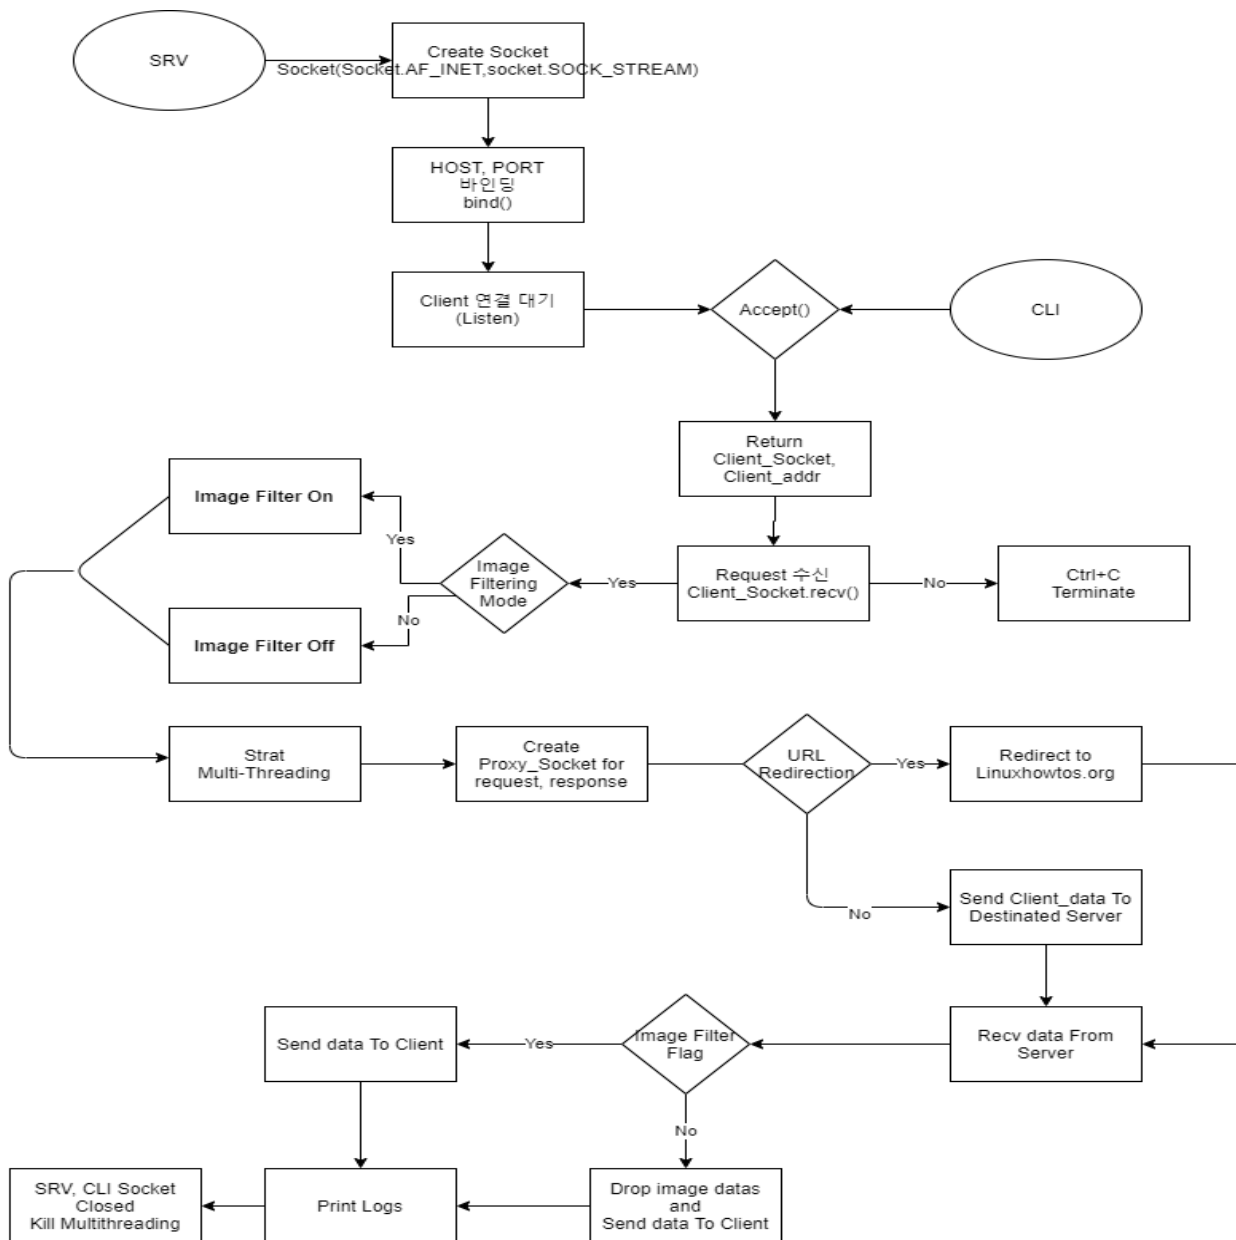 SRV
Create Socket
Socket(Socket.AF_INET,socket.SOCK_STREAM)
HOST, PORT
바인딩
bind()
Client 연결 대기
(Listen)
Accept()
CLI
Return
Client_Socket,
Client_addr
Image Filter On
Yes
Image
Filtering
Mode
Yes
Request 수신
Client_Socket.recv()
No
Ctrl+C
Terminate
No
Image Filter Off
Strat
Multi-Threading
Create
Proxy_Socket for
request, response
URL
Redirection
Yes
Redirect to
Linuxhowtos.org
No
Send Client_data To
Destinated Server
Send data To Client
Yes
Image Filter
Flag
Recv data From
Server
No
SRV, CLI Socket
Closed
Kill Multithreading
Print Logs
Drop image datas
and
Send data To Client